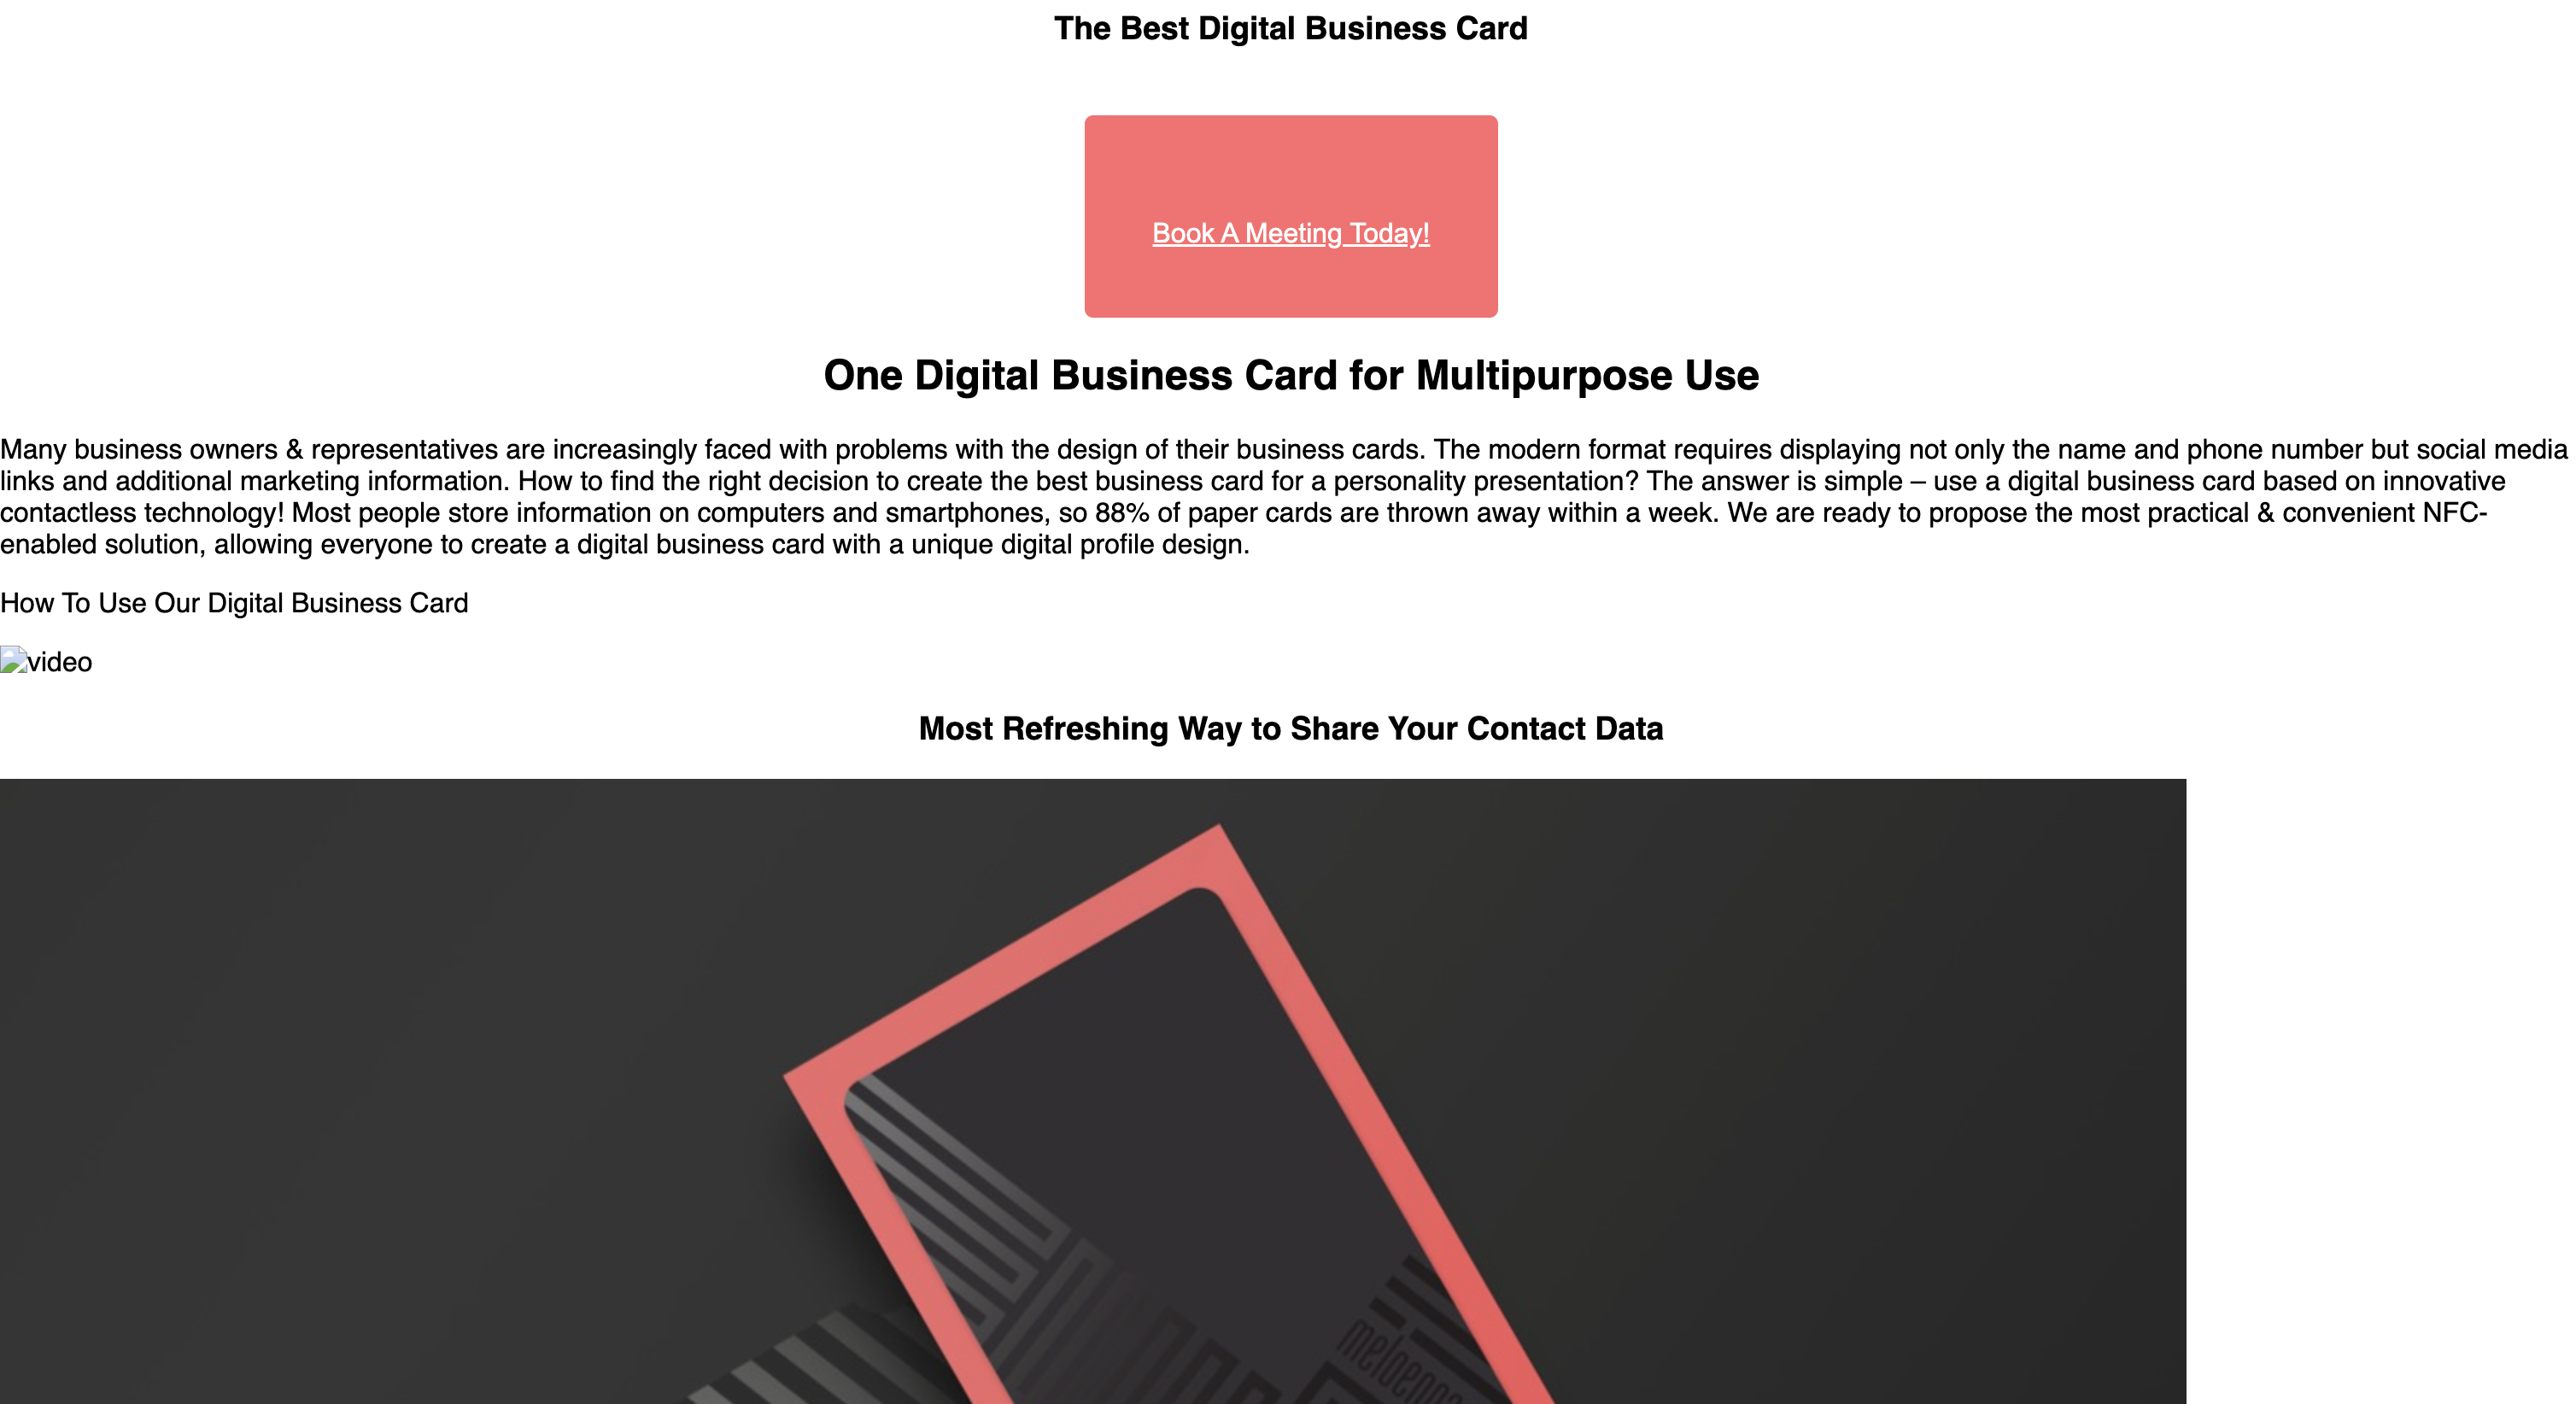 The Best Digital Business Card
Book A Meeting Today!
One Digital Business Card for Multipurpose Use
Many business owners & representatives are increasingly faced with problems with the design of their business cards. The modern format requires displaying not only the name and phone number but social media
links and additional marketing information. How to find the right decision to create the best business card for a personality presentation? The answer is simple – use a digital business card based on innovative
contactless technology! Most people store information on computers and smartphones, so 88% of paper cards are thrown away within a week. We are ready to propose the most practical & convenient NFC-
enabled solution, allowing everyone to create a digital business card with a unique digital profile design.
How To Use Our Digital Business Card
video
Most Refreshing Way to Share Your Contact Data